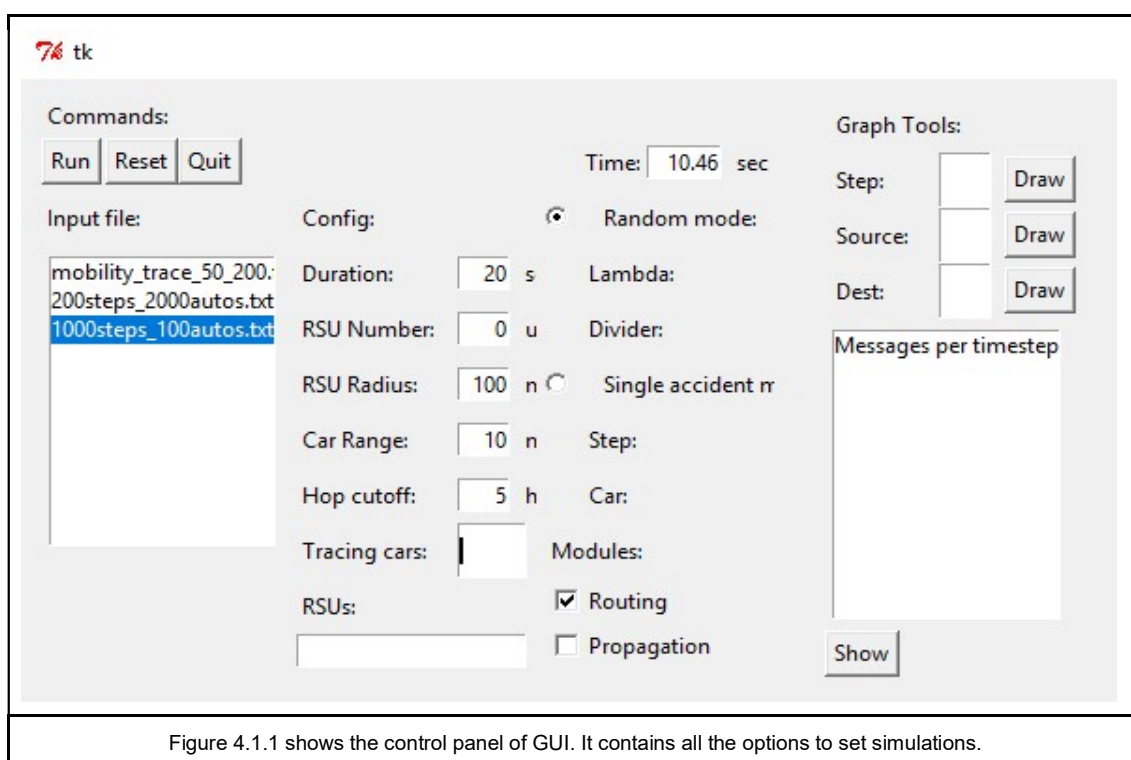 tk
Commands:
Run Reset Quit
Time: 10.46 sec
Graph Tools:
Step: Draw
Source: Draw
Dest: Draw
Input file:
mobility_trace_50_200.
200steps_2000autos.txt
1000steps_100autos.txt
Config:
Duration: 20 s
RSU Number: 0 u
RSU Radius: 100 n
Car Range: 10 n
Hop cutoff: 5 h
Tracing cars:
RSUs:
Random mode:
Lambda:
Divider:
Single accident m
Step:
Car:
Modules:
Routing
Propagation
Messages per timestep
Show
Figure 4.1.1 shows the control panel of GUI. It contains all the options to set simulations.